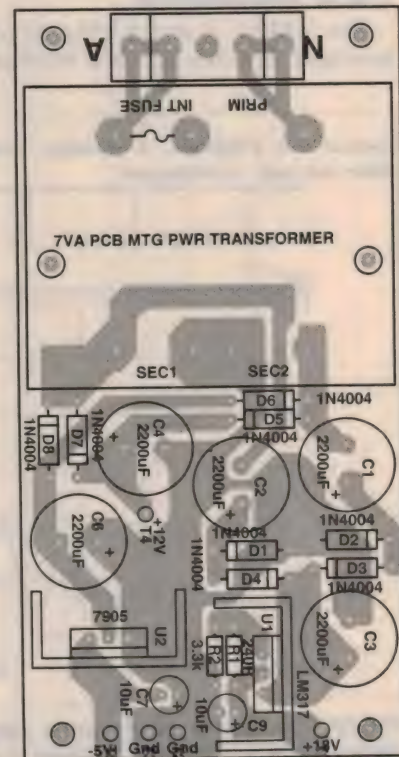 A
N
INT FUSE
PRIM
7VA PCB MTG PWR TRANSFORMER
SEC1
SEC2
D6
1N4004
D5
1N4004
1N4004
D8
D7
1N4004
C4
+
2200uF
C2
2200uF
+
C1
2200uF
+
C6
2200uF
+
+12V
T4
1N4004
D1
D4
1N4004
1N4004
D2
D3
1N4004
C3
2200uF
+
7905
U2
U1
LM317
240R
R1
R2
3.3k
C7
10uF
+
C9
10uF
+
-5V
Gnd
Gnd